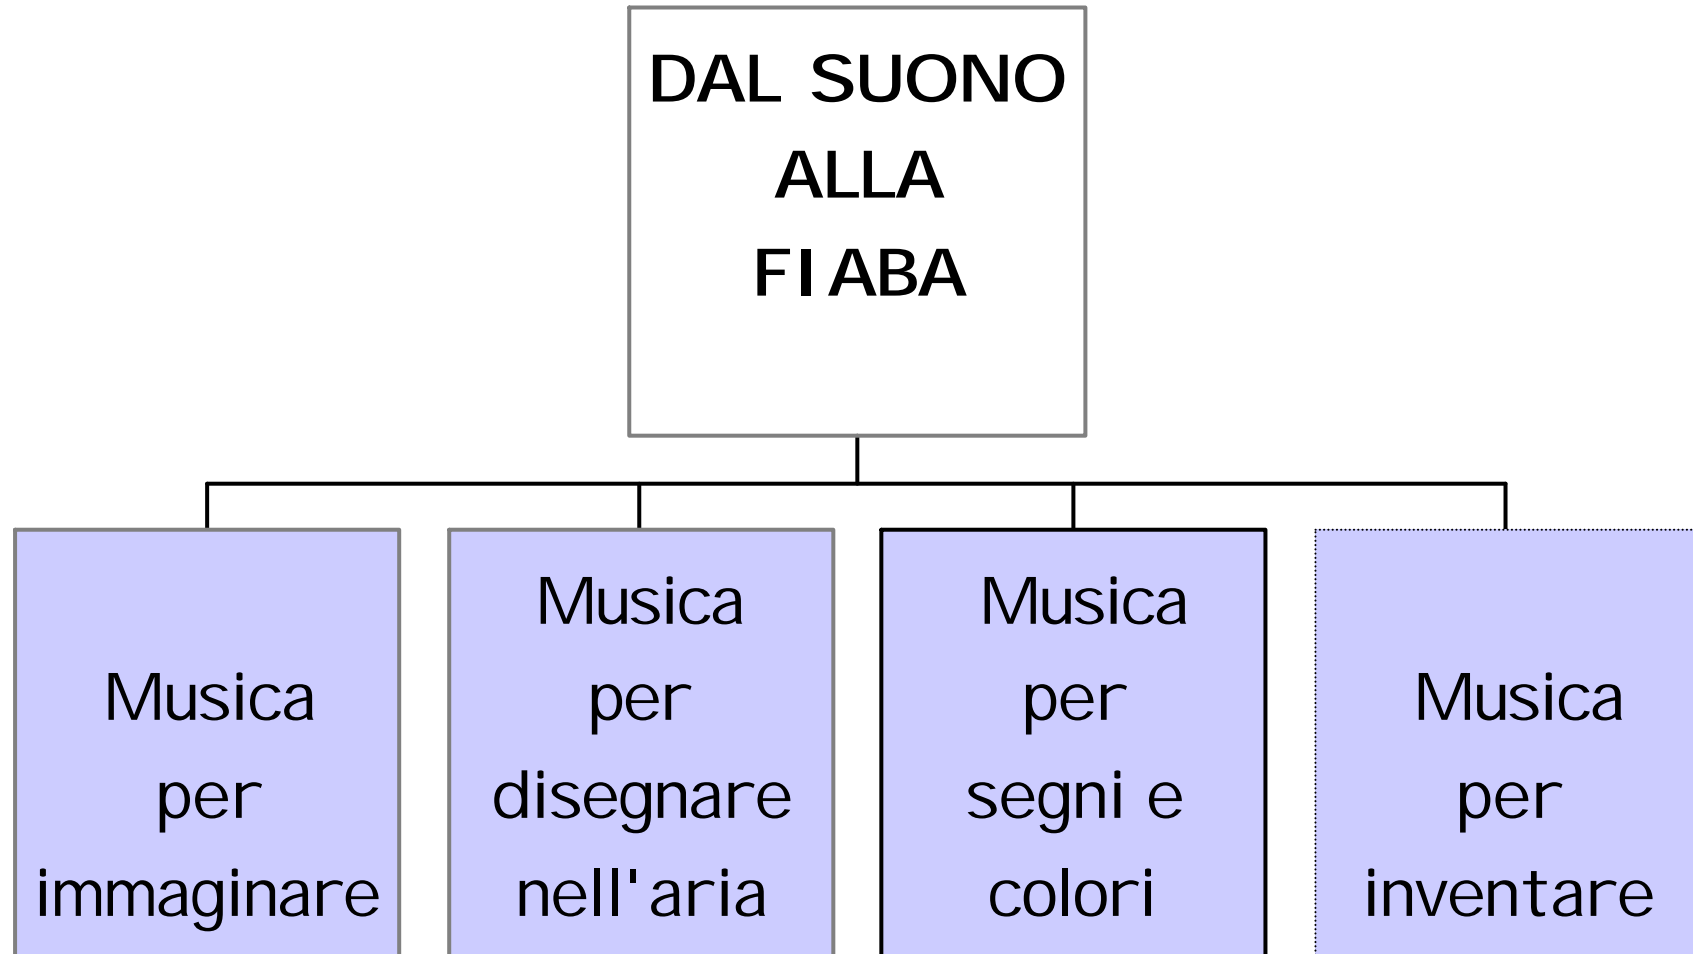 DAL SUONO
ALLA
FIABA
Musica
per
immaginare
Musica
per
disegnare
nell'aria
Musica
per
segni e
colori
Musica
per
inventare